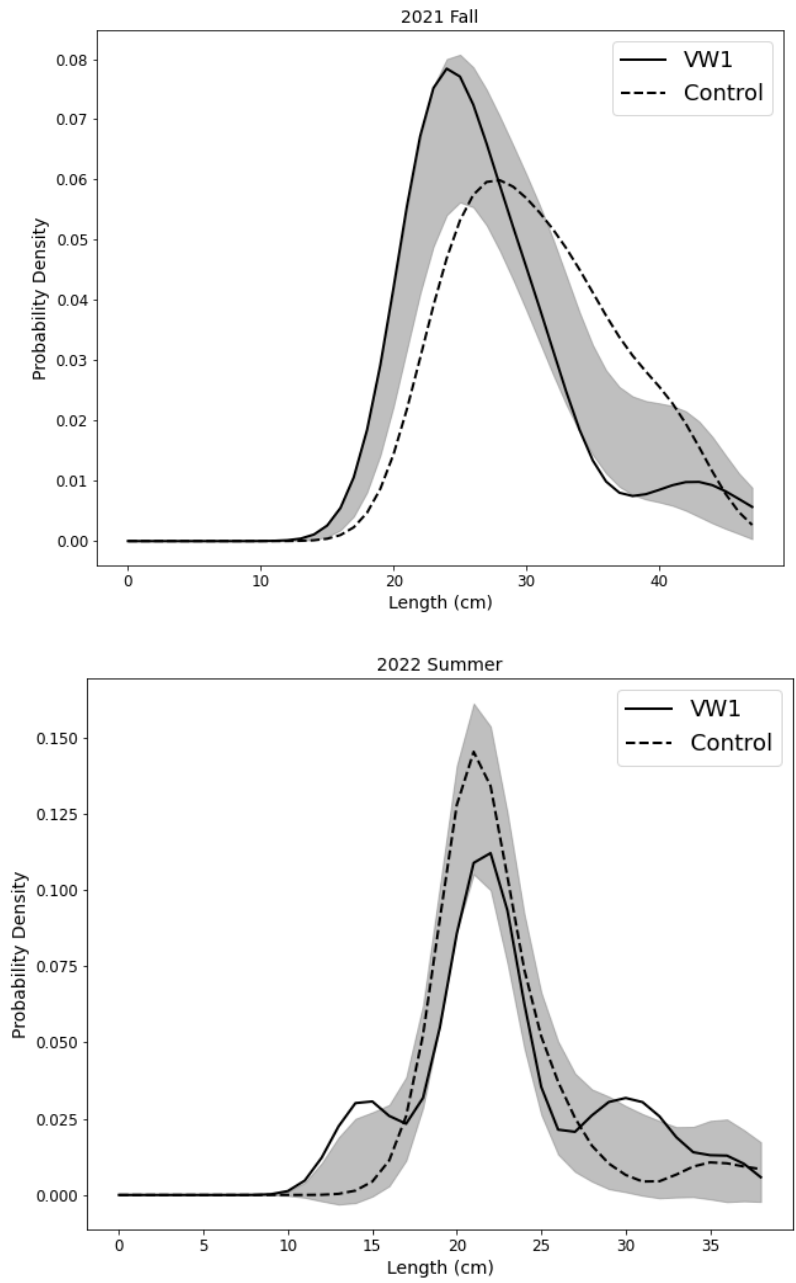 2021 Fall
VW1
Control
0.08
0.07
0.06
0.05
0.04
0.03
0.02
0.01
0.00
Probability Density
0 10 20 30 40
Length (cm)
2022 Summer
VW1
Control
0.150
0.125
0.100
0.075
0.050
0.025
0.000
Probability Density
0 5 10 15 20 25 30 35
Length (cm)